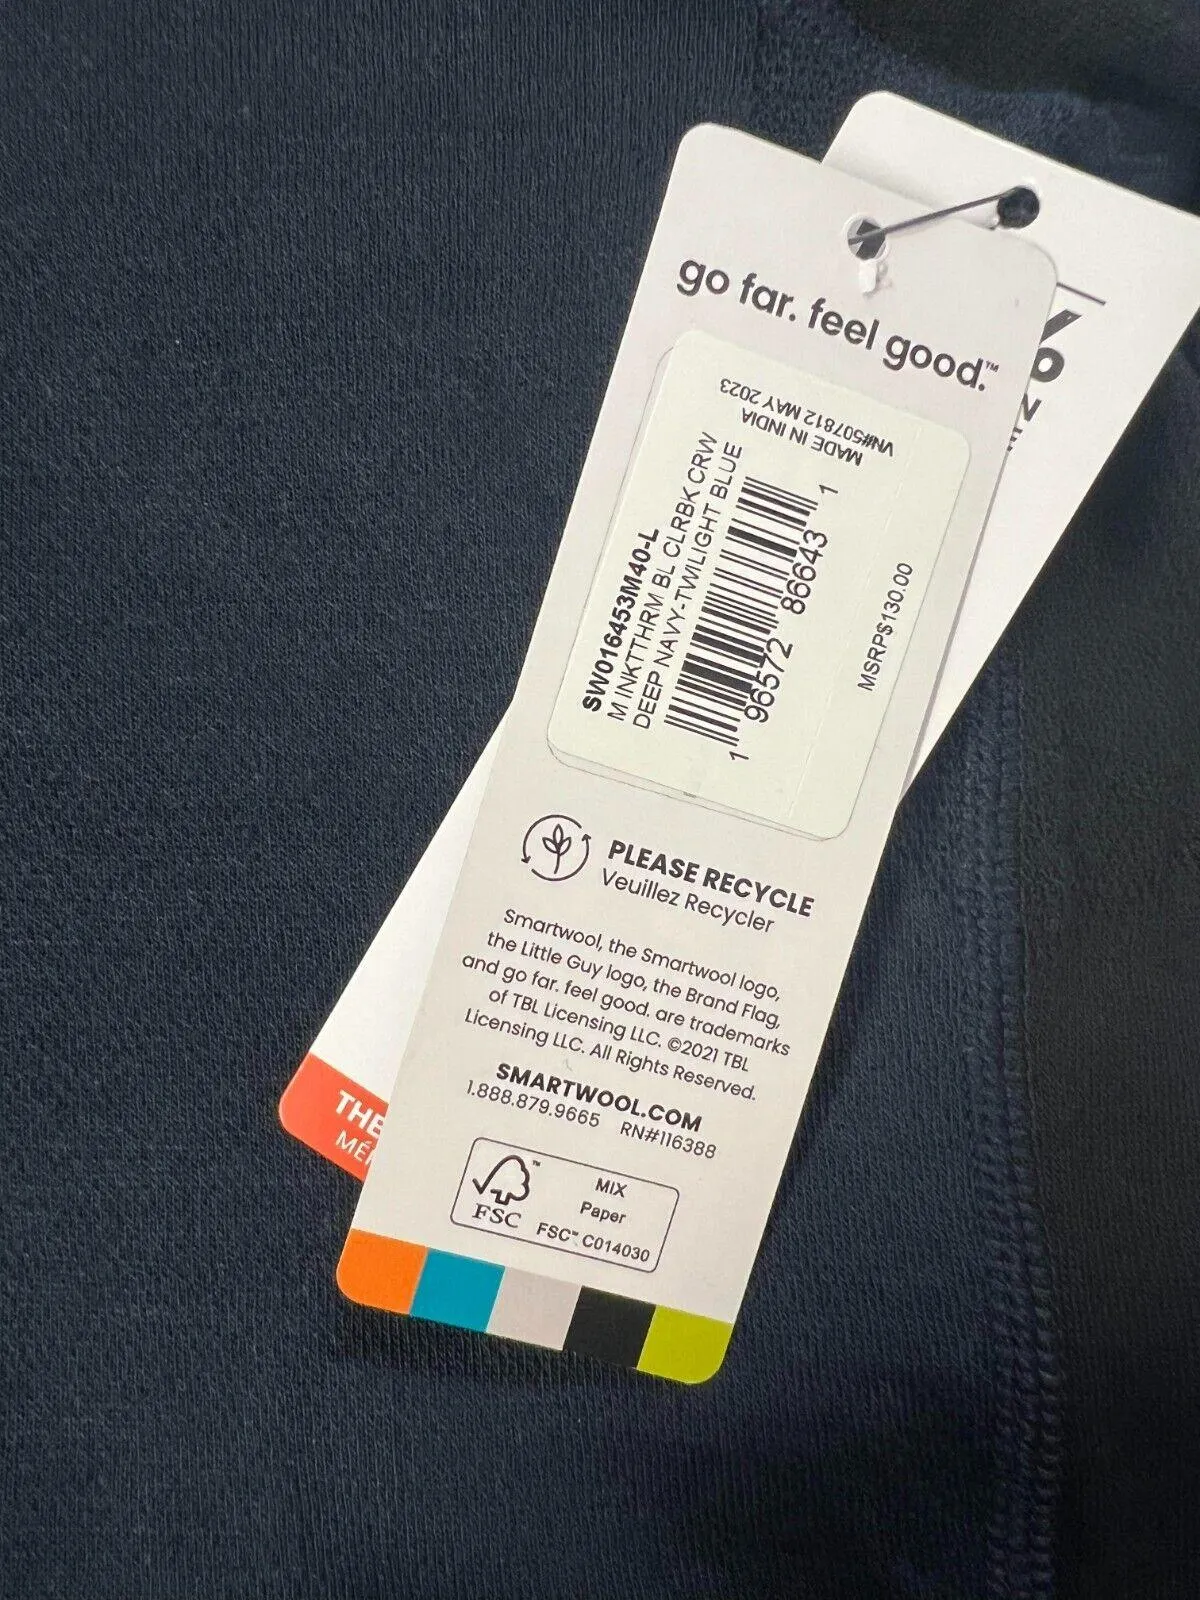 go far. feel good.™
MADE IN INDIA
VN#507812 MAY 2023
SW016453M40-L
M INKTTHRM BL CLRBK CRW
DEEP NAVY-TWILIGHT BLUE
1 96572 86643 1
MSRP$130.00
PLEASE RECYCLE
Veuillez Recycler
Smartwool, the Smartwool logo,
the Little Guy logo, the Brand Flag,
and go far. feel good. are trademarks
of TBL Licensing LLC. ©2021 TBL
Licensing LLC. All Rights Reserved.
SMARTWOOL.COM
1.888.879.9665 RN#116388
FSC™
MIX
Paper
FSC™ C014030
%
THE
MÉ